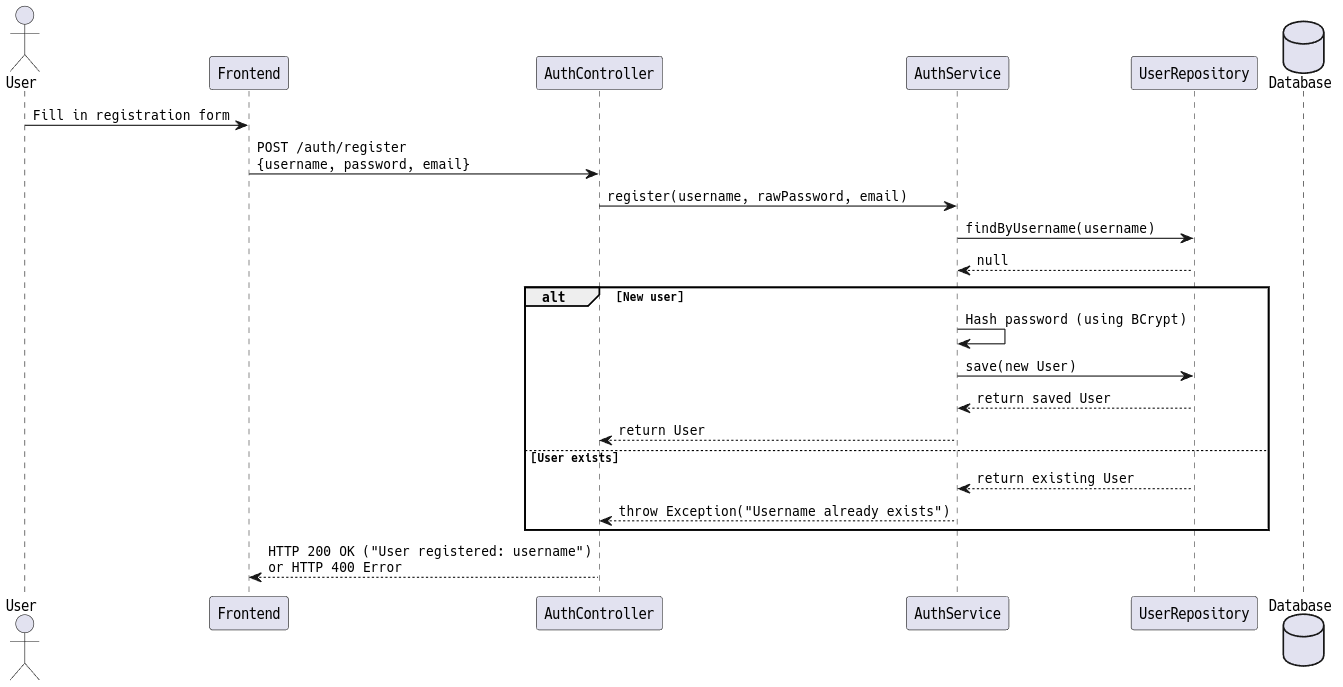 User
Frontend
AuthController
AuthService
UserRepository
Database
Fill in registration form
POST /auth/register
{username, password, email}
register(username, rawPassword, email)
findByUsername(username)
null
alt
[New user]
Hash password (using BCrypt)
save(new User)
return saved User
return User
[User exists]
return existing User
throw Exception("Username already exists")
HTTP 200 OK ("User registered: username")
or HTTP 400 Error
User
Frontend
AuthController
AuthService
UserRepository
Database